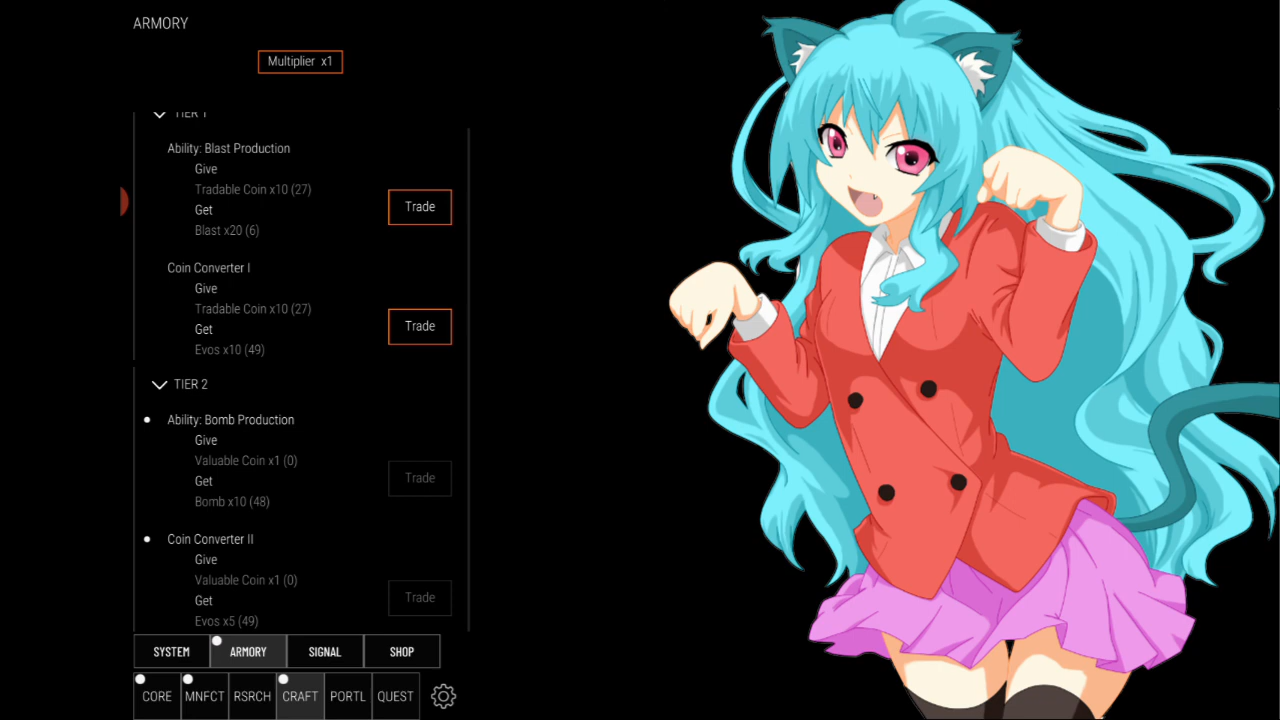 ARMORY
Multiplier x1
TIER 1
Ability: Blast Production
Give
Tradable Coin x10 (27)
Get
Blast x20 (6)
Trade
Coin Converter I
Give
Tradable Coin x10 (27)
Get
Evos x10 (49)
Trade
TIER 2
Ability: Bomb Production
Give
Valuable Coin x1 (0)
Get
Bomb x10 (48)
Trade
Coin Converter II
Give
Valuable Coin x1 (0)
Get
Evos x5 (49)
Trade
SYSTEM ARMORY SIGNAL SHOP
CORE MNFCT RSRCH CRAFT PORTL QUEST